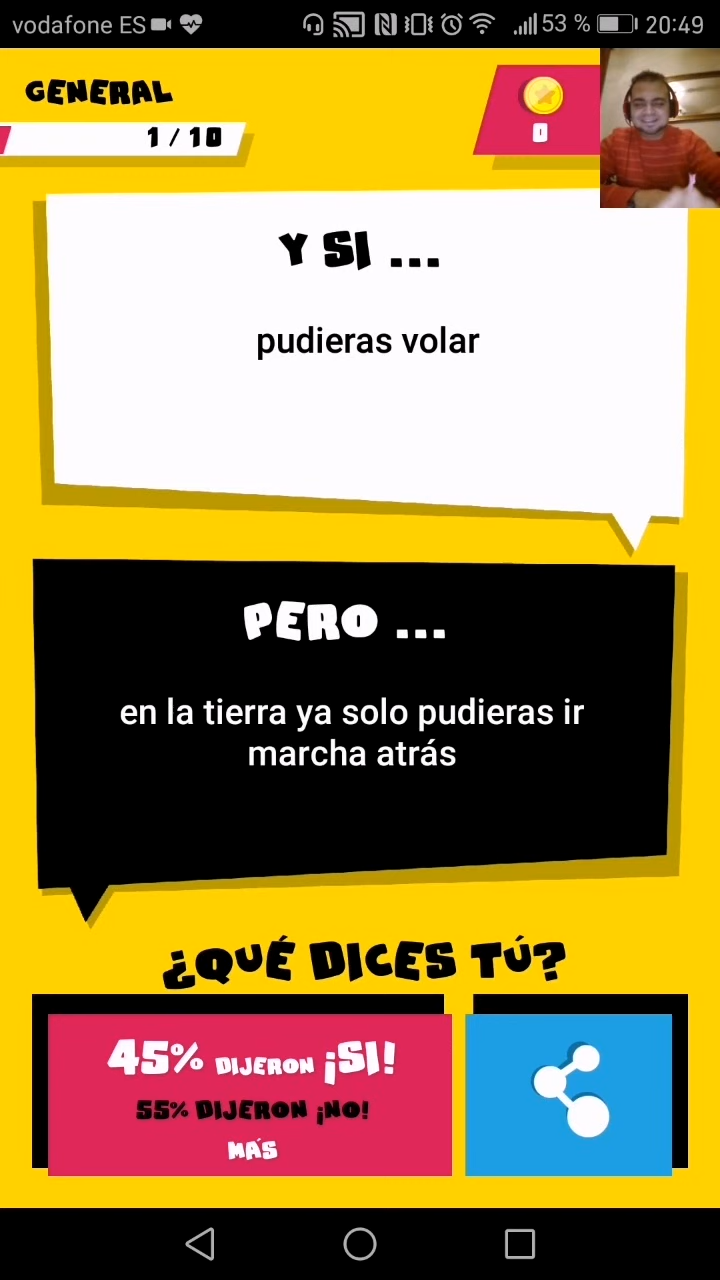 vodafone ES 53 % 20:49
GENERAL
1 / 10
0
Y SI ...
pudieras volar
PERO ...
en la tierra ya solo pudieras ir
marcha atrás
¿QUÉ DICES TÚ?
45% DIJERON ¡SI!
55% DIJERON ¡NO!
MÁS